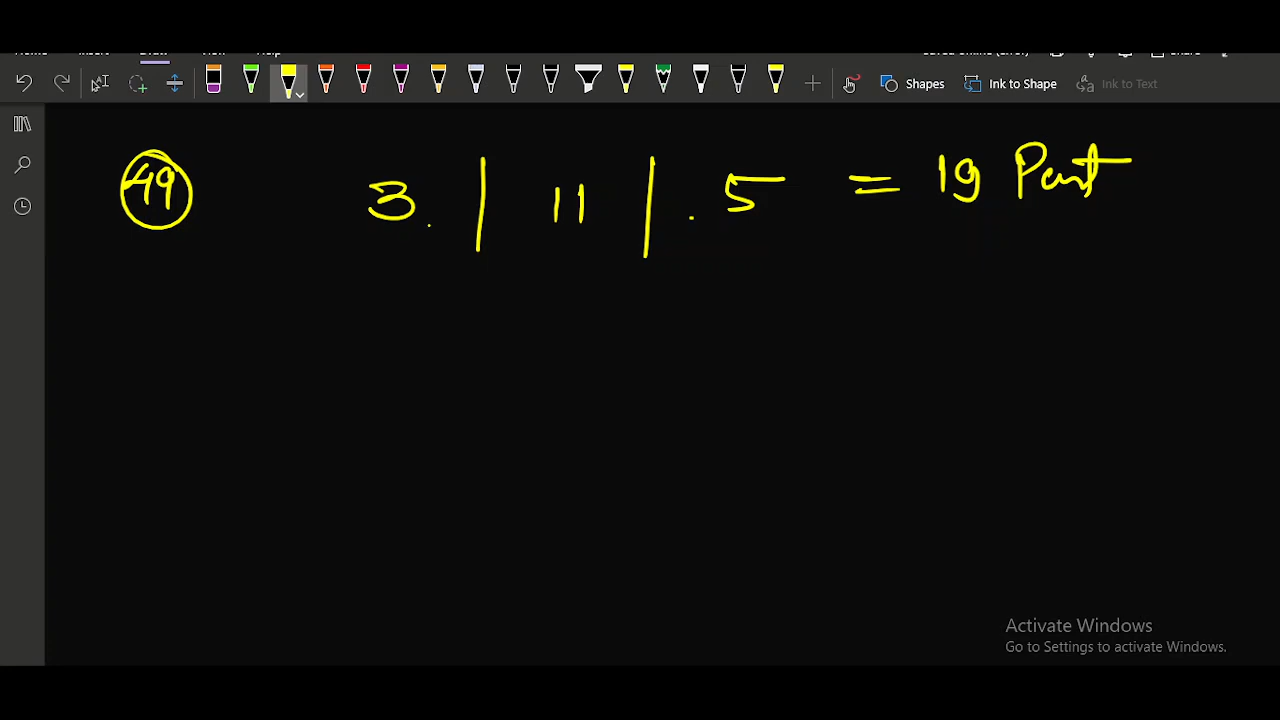 Shapes Ink to Shape Ink to Text
49 3. | 11 | . 5 = 19 Part
Activate Windows
Go to Settings to activate Windows.